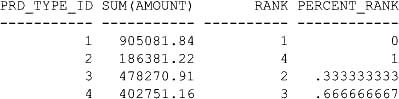 PRD_TYPE_ID SUM(AMOUNT) RANK PERCENT_RANK
----------- ----------- ---------- ------------
1 905081.84 1 0
2 186381.22 4 1
3 478270.91 2 .333333333
4 402751.16 3 .666666667